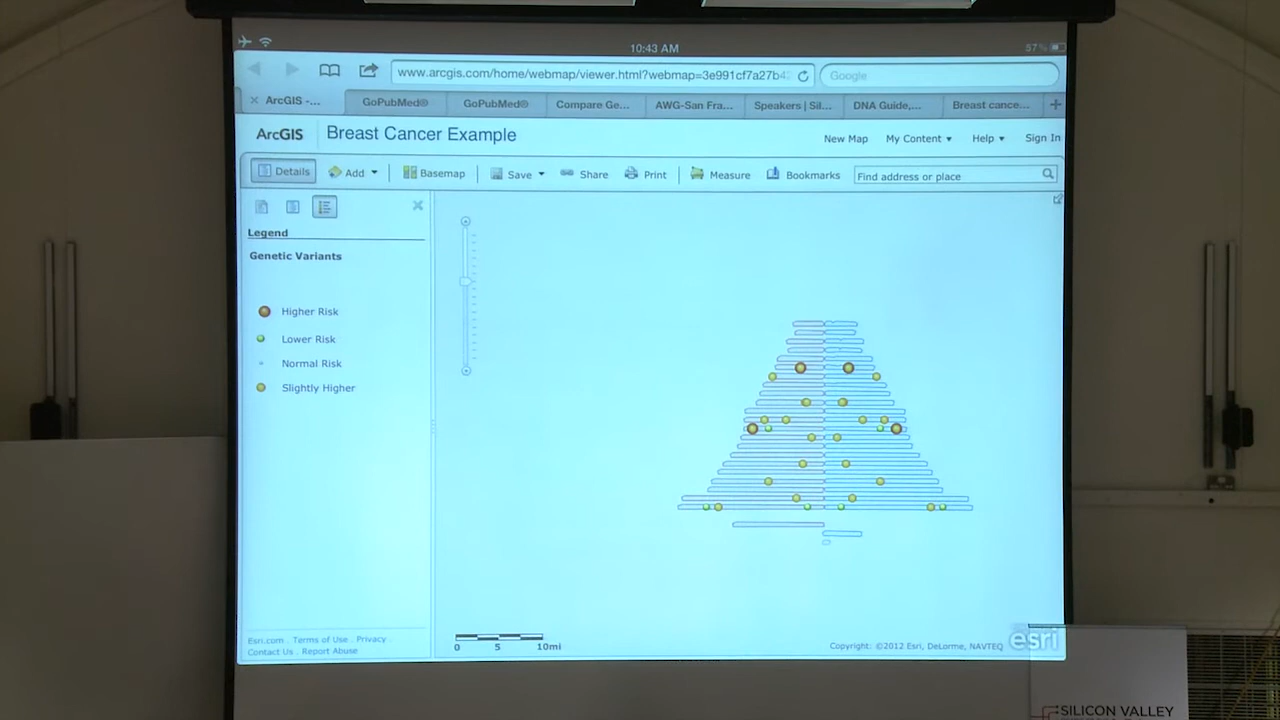 10:43 AM
57%
www.arcgis.com/home/webmap/viewer.html?webmap=3e991cf7a27b4
Google
ArcGIS -...
GoPubMed®
GoPubMed®
Compare Ge...
AWG-San Fra...
Speakers | Sil...
DNA Guide,...
Breast cance...
ArcGIS
Breast Cancer Example
New Map
My Content
Help
Sign In
Details
Add
Basemap
Save
Share
Print
Measure
Bookmarks
Find address or place
Legend
Genetic Variants
Higher Risk
Lower Risk
Normal Risk
Slightly Higher
0 5 10mi
Esri.com . Terms of Use . Privacy .
Contact Us . Report Abuse
Copyright: ©2012 Esri, DeLorme, NAVTEQ
esri
SILICON VALLEY